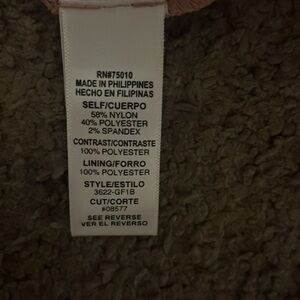 RN#75010
MADE IN PHILIPPINES
HECHO EN FILIPINAS
SELF/CUERPO
58% NYLON
40% POLYESTER
2% SPANDEX
CONTRAST/CONTRASTE
100% POLYESTER
LINING/FORRO
100% POLYESTER
STYLE/ESTILO
3622-GF1B
CUT/CORTE
#08577
SEE REVERSE
VER EL REVERSO